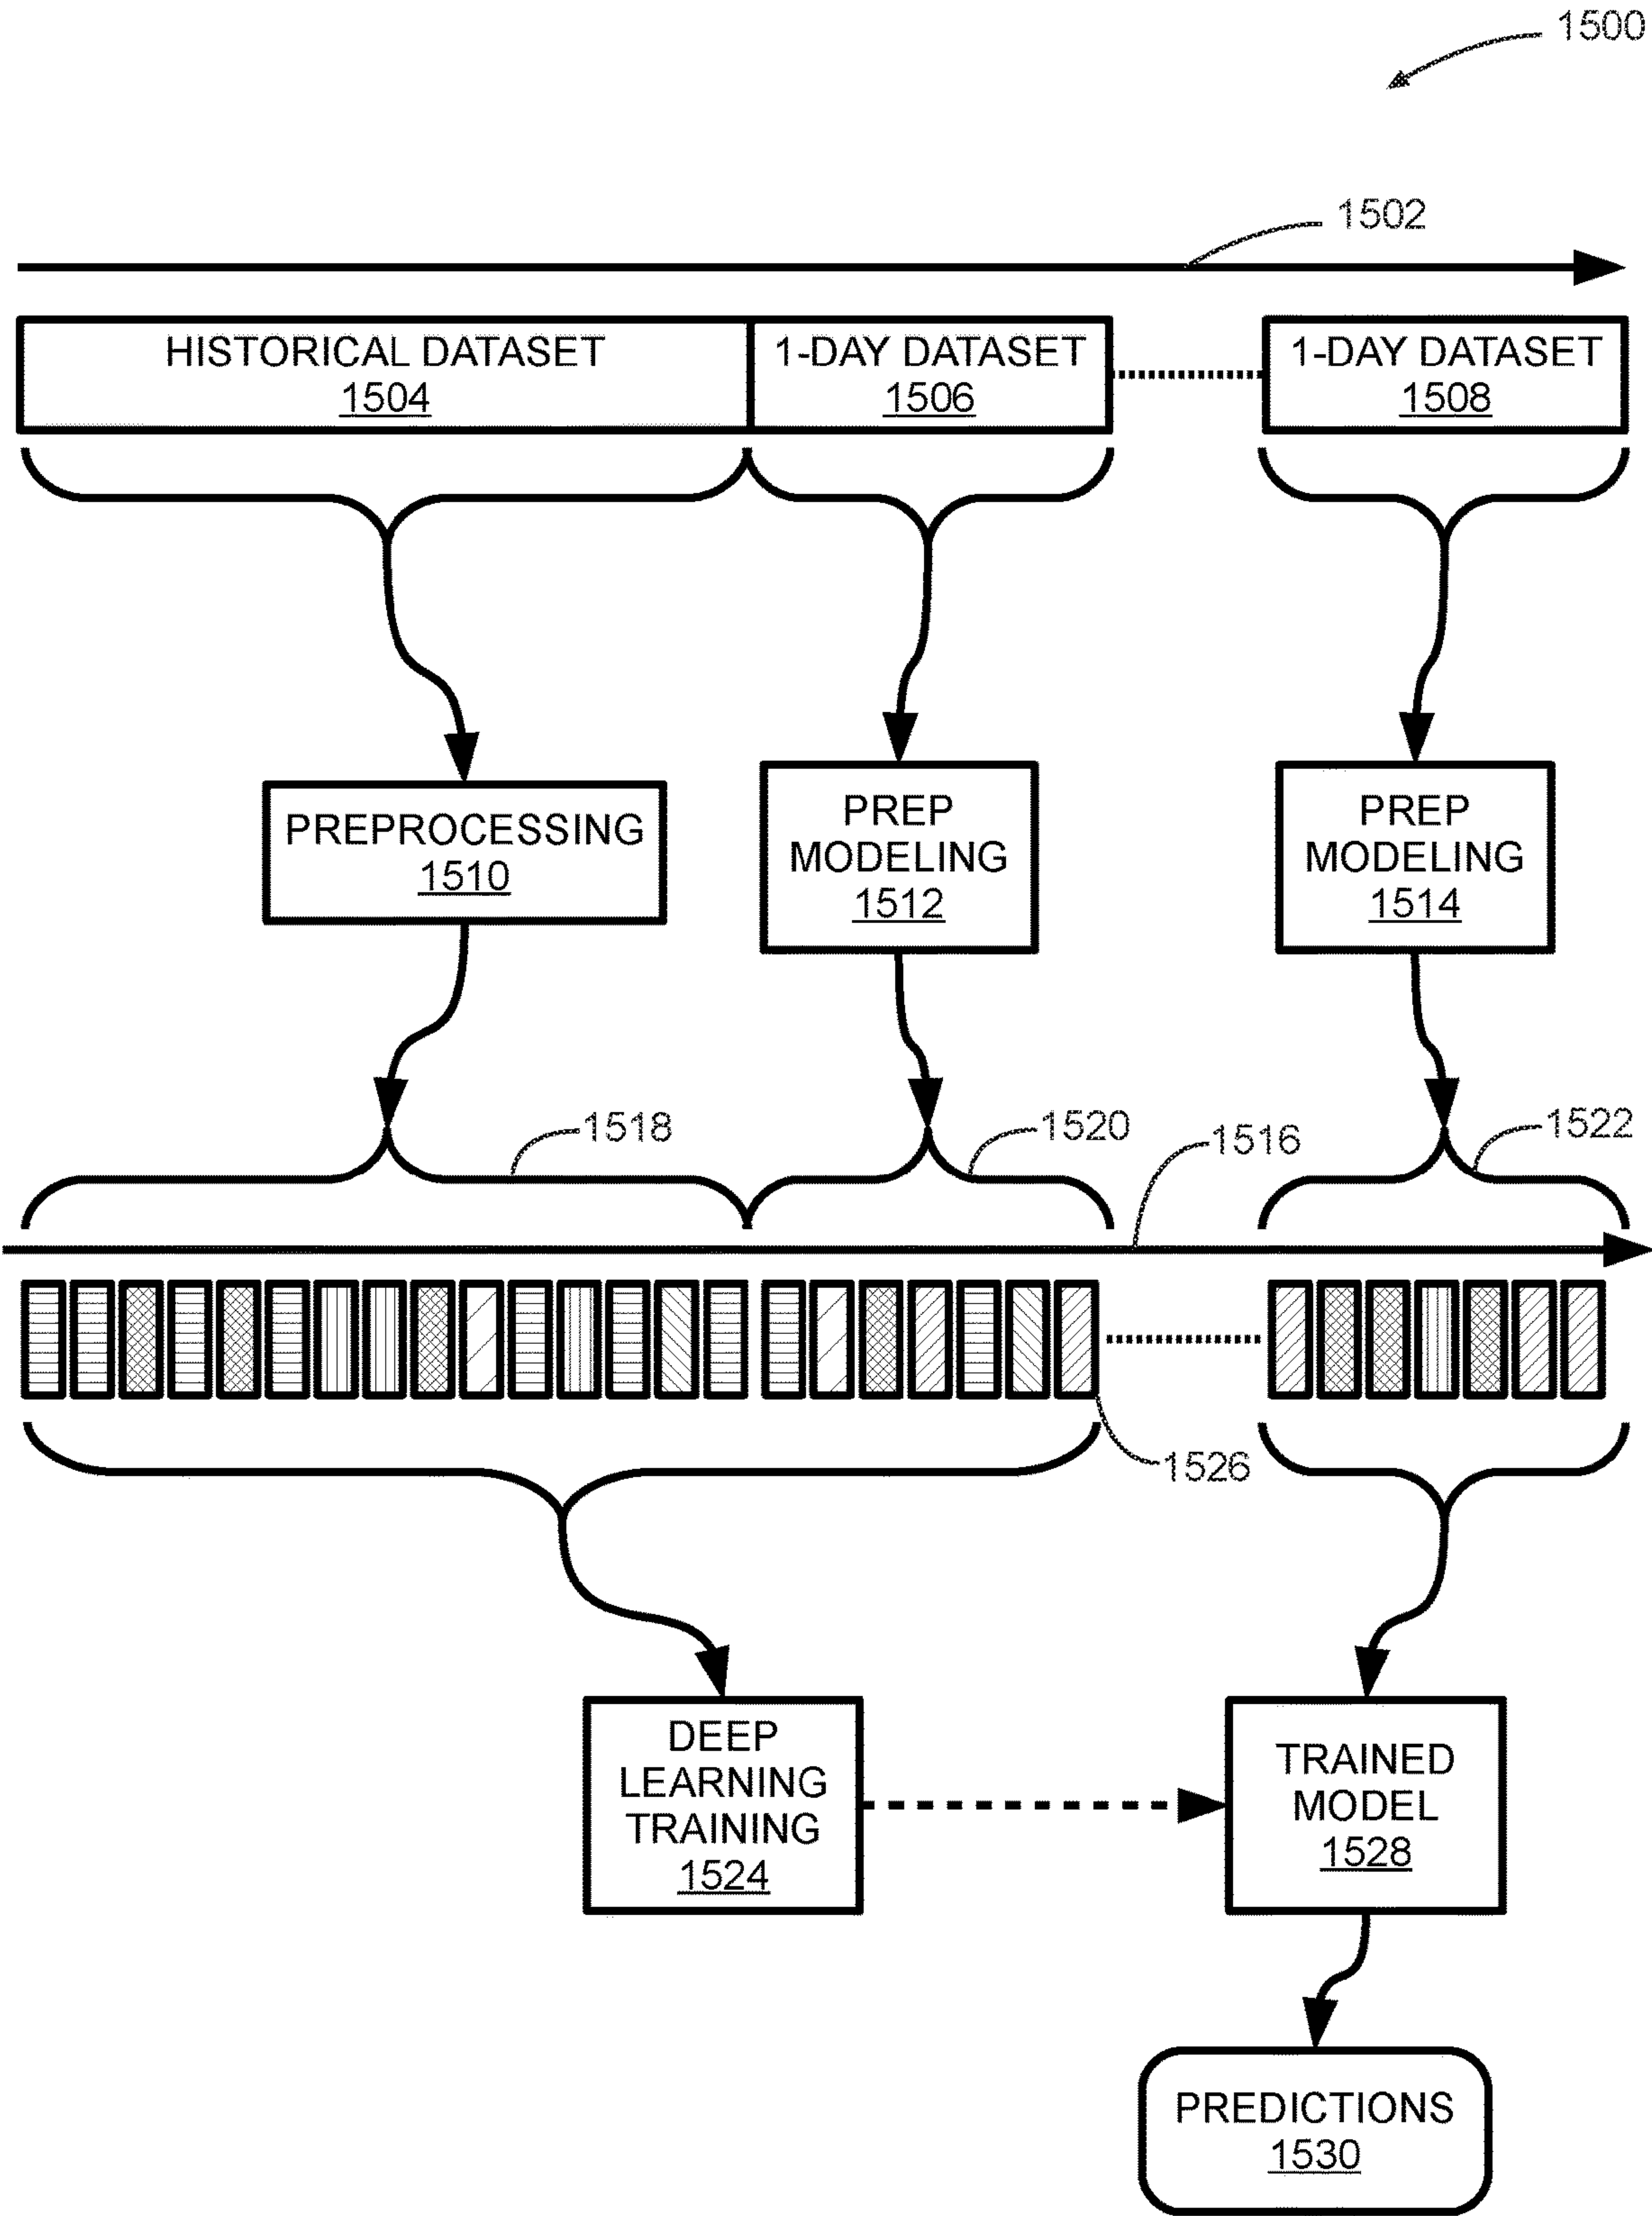 1500
1502
HISTORICAL DATASET
1504
1-DAY DATASET
1506
1-DAY DATASET
1508
PREPROCESSING
1510
PREP
MODELING
1512
PREP
MODELING
1514
1518
1520
1516
1522
1526
DEEP
LEARNING
TRAINING
1524
TRAINED
MODEL
1528
PREDICTIONS
1530